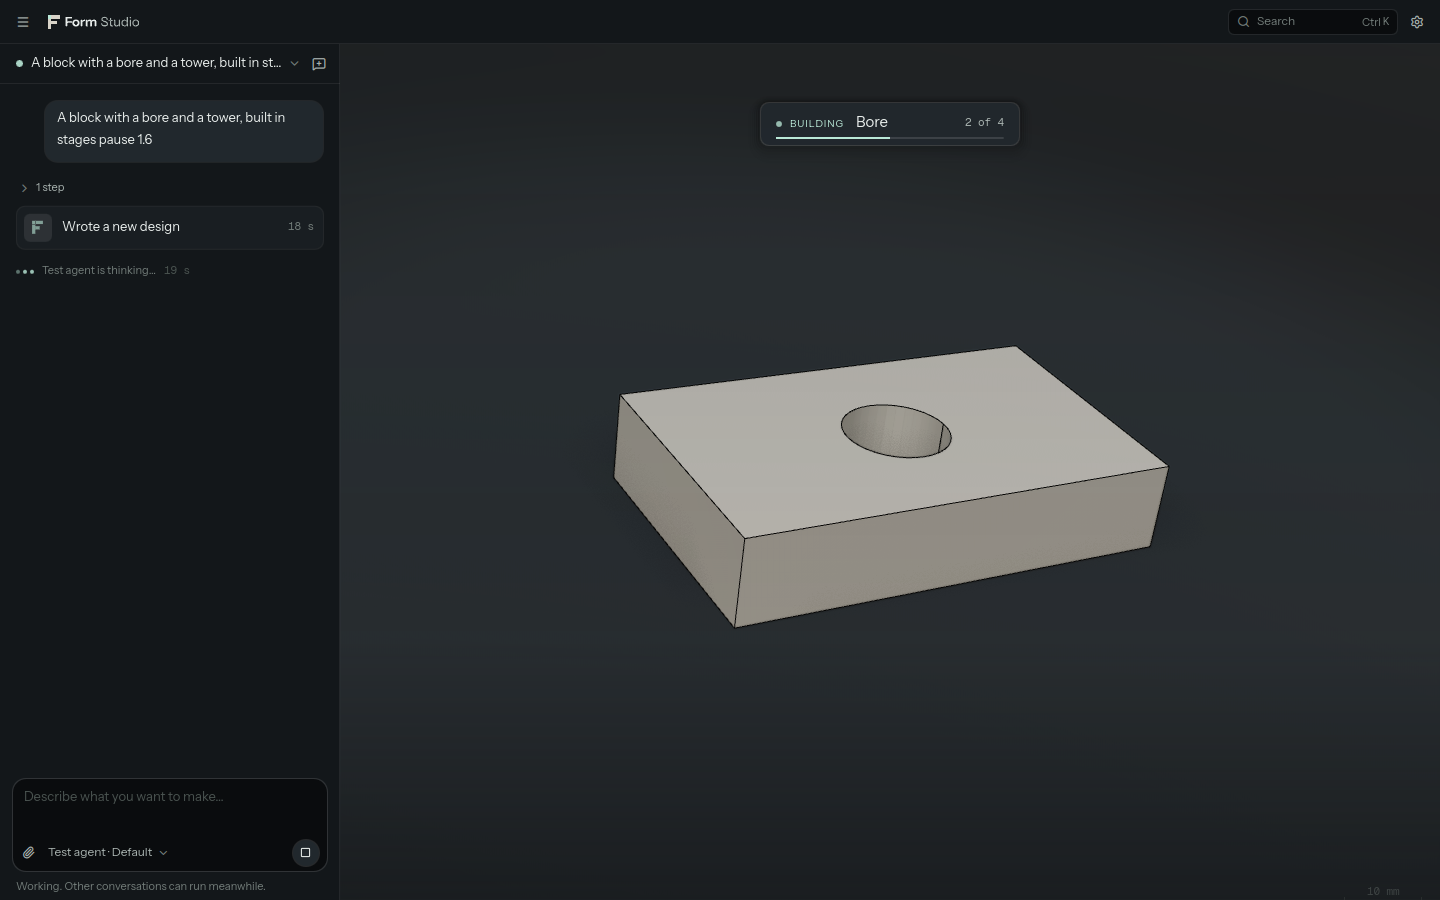 Form Studio
Search
Ctrl K
A block with a bore and a tower, built in st...
A block with a bore and a tower, built in
stages pause 1.6
1 step
Wrote a new design
18 s
Test agent is thinking...
19 s
BUILDING Bore
2 of 4
Describe what you want to make...
Test agent · Default
Working. Other conversations can run meanwhile.
10 mm